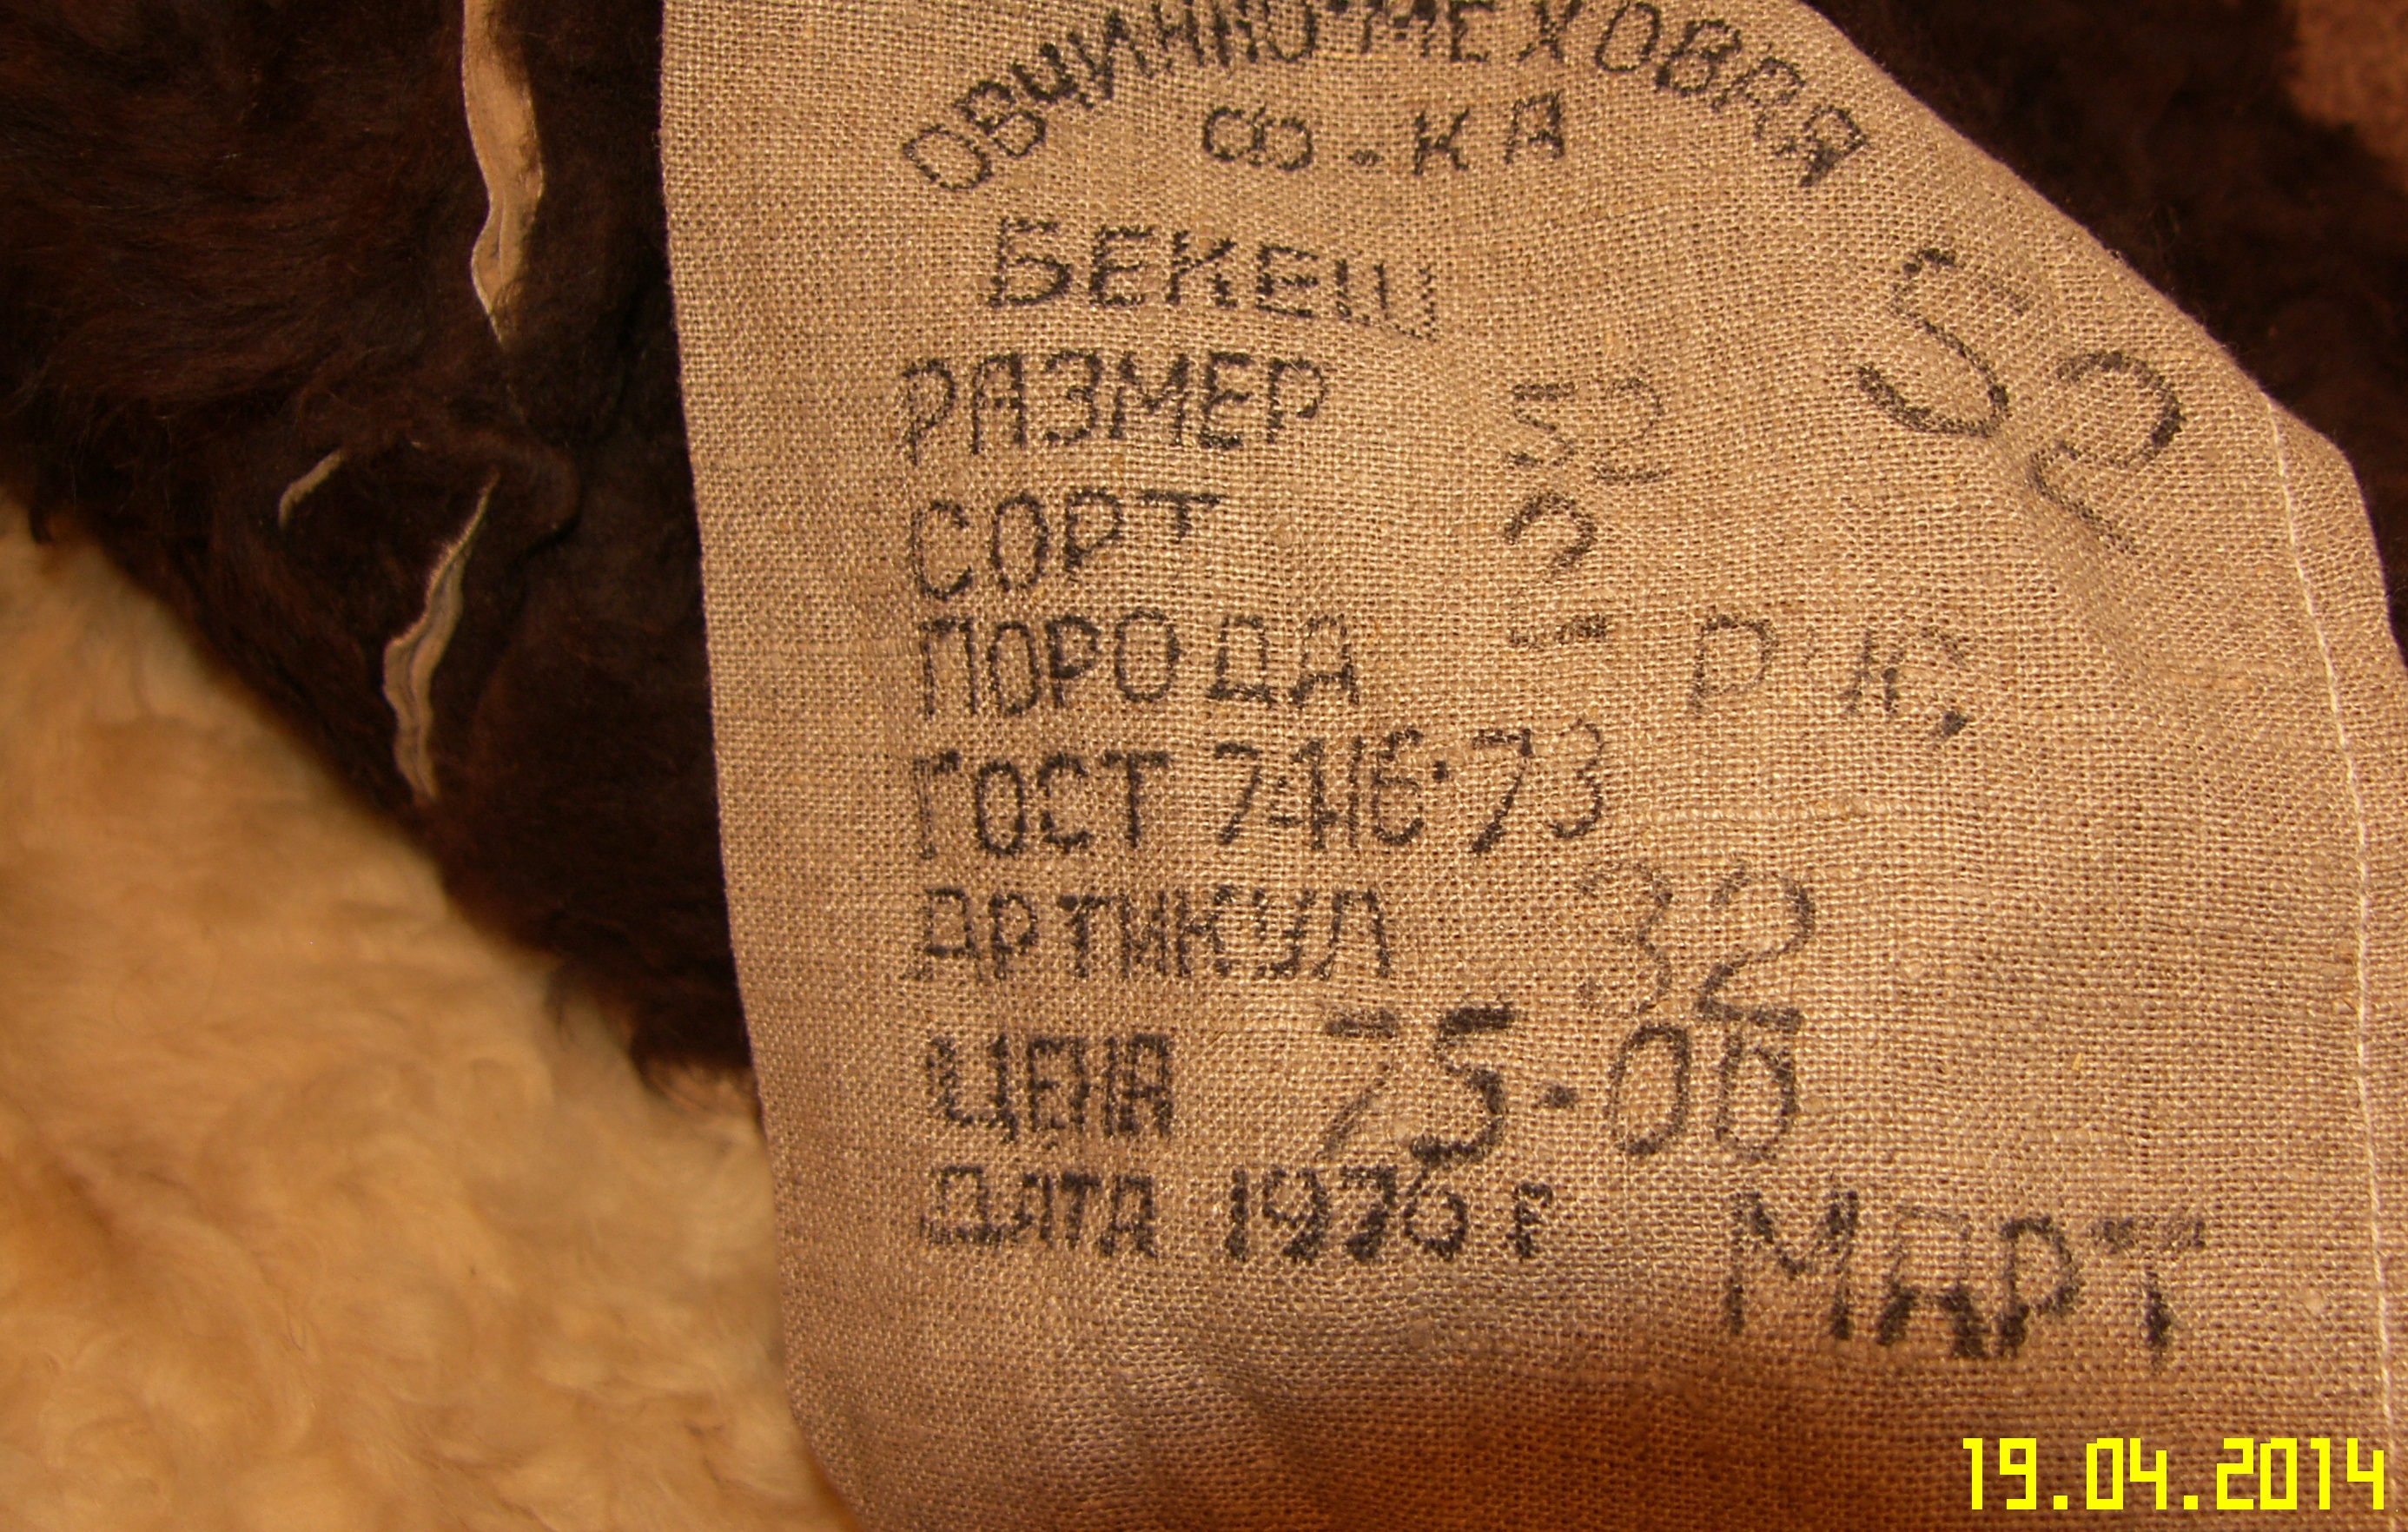 ОВЧИННО-МЕХОВАЯ
Ф-КА
БЕКЕШ
52
РАЗМЕР 52
СОРТ 2
ПОРОДА
ГОСТ 7416-73
АРТИКУЛ 32
ЦЕНА 75-00
ДАТА 1976 г МАРТ
19.04.2014